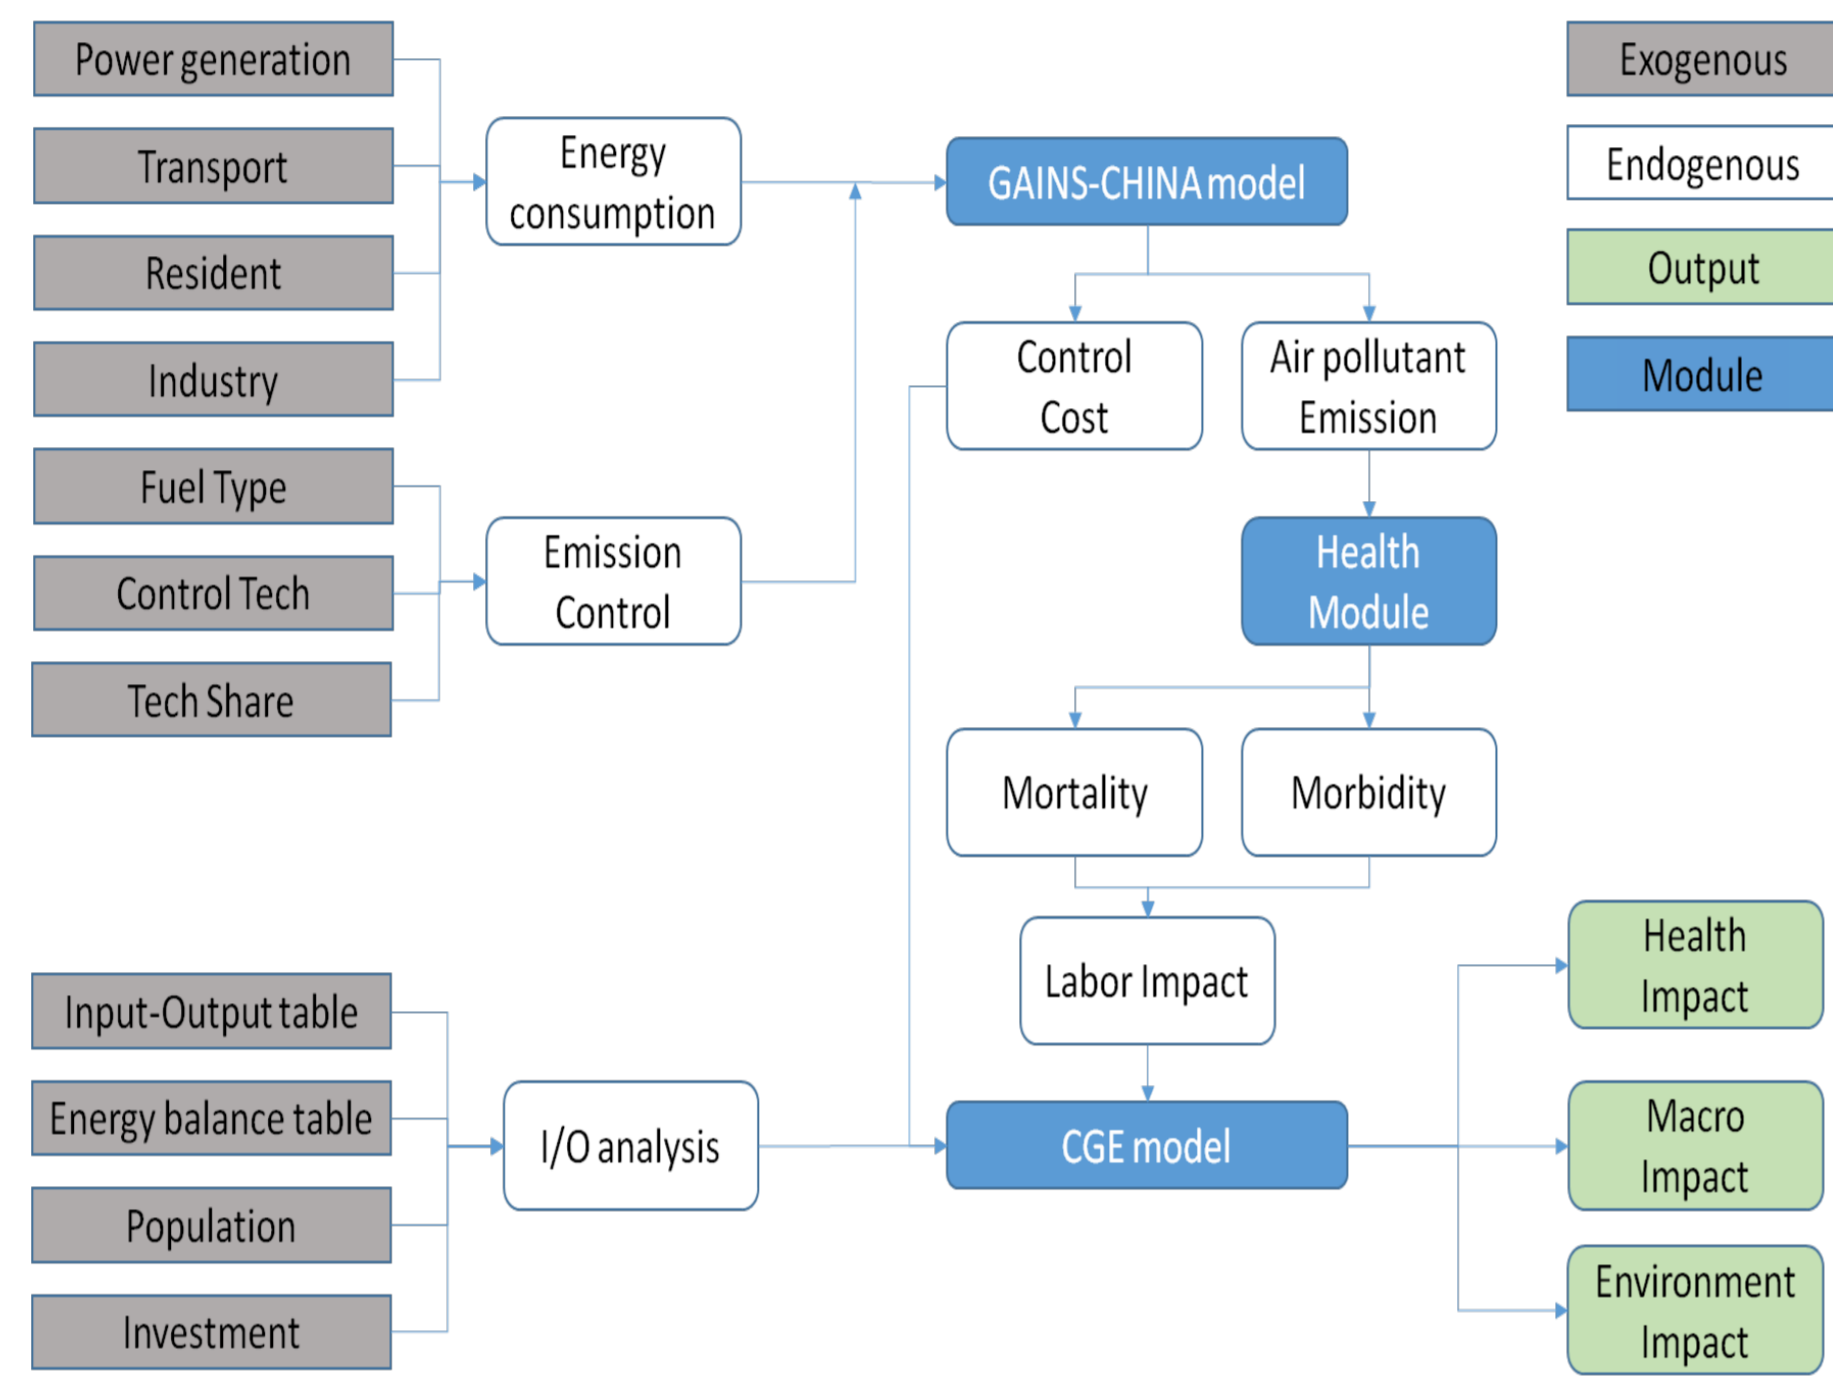 Power generation
Transport
Resident
Industry
Fuel Type
Control Tech
Tech Share
Input-Output table
Energy balance table
Population
Investment
Energy
consumption
Emission
Control
I/O analysis
GAINS-CHINA model
Control
Cost
Air pollutant
Emission
Health
Module
Mortality
Morbidity
Labor Impact
CGE model
Exogenous
Endogenous
Output
Module
Health
Impact
Macro
Impact
Environment
Impact